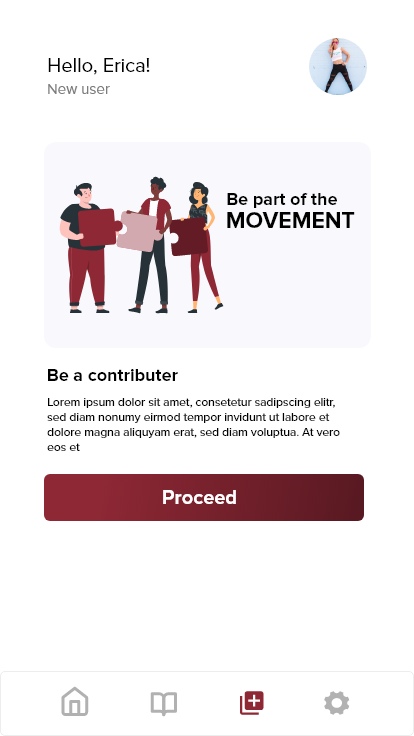 Hello, Erica!
New user
Be part of the
MOVEMENT
Be a contributer
Lorem ipsum dolor sit amet, consetetur sadipscing elitr,
sed diam nonumy eirmod tempor invidunt ut labore et
dolore magna aliquyam erat, sed diam voluptua. At vero
eos et
Proceed